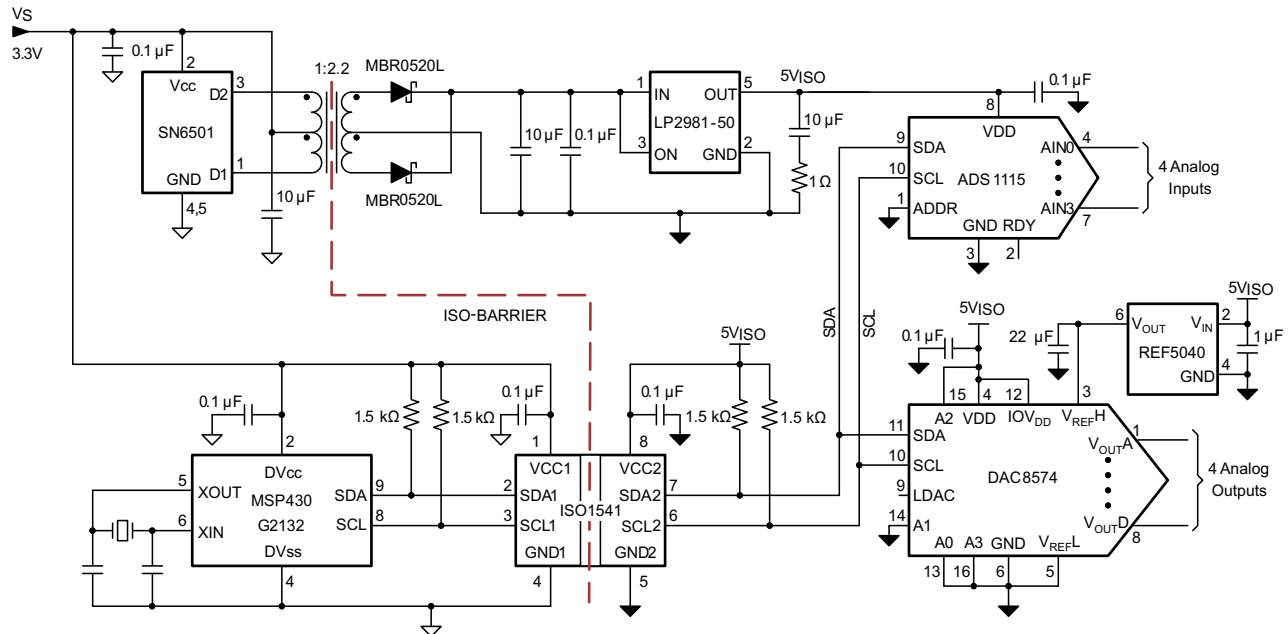 VS
3.3V
0.1 µF
2
Vcc
D2
3
SN6501
GND
D1
1
4,5
10 µF
1:2.2
MBR0520L
MBR0520L
10 µF
0.1 µF
1
IN
OUT
5
LP2981-50
3
ON
GND
2
5VISO
10 µF
1 Ω
0.1 µF
8
VDD
9
SDA
AIN0
4
10
SCL
ADS1115
1
ADDR
AIN3
7
GND
RDY
3
2
4 Analog
Inputs
ISO-BARRIER
SDA
SCL
0.1 µF
2
DVcc
5
XOUT
MSP430
G2132
SDA
9
6
XIN
SCL
8
DVss
4
1.5 kΩ
1.5 kΩ
0.1 µF
1
VCC1
2
SDA1
3
SCL1
GND1
4
ISO1541
8
VCC2
SDA2
7
SCL2
6
GND2
5
5VISO
0.1 µF
1.5 kΩ
1.5 kΩ
5VISO
0.1 µF
15
4
12
A2
VDD
IOVDD
3
VREFH
11
SDA
10
SCL
DAC8574
9
LDAC
14
A1
A0
A3
GND
VREFL
13
16
6
5
VOUTA
1
VOUTD
8
4 Analog
Outputs
22 µF
6
VOUT
VIN
2
REF5040
GND
4
5VISO
1 µF